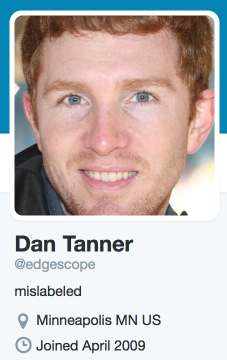 Dan Tanner
@edgescope
mislabeled
Minneapolis MN US
Joined April 2009